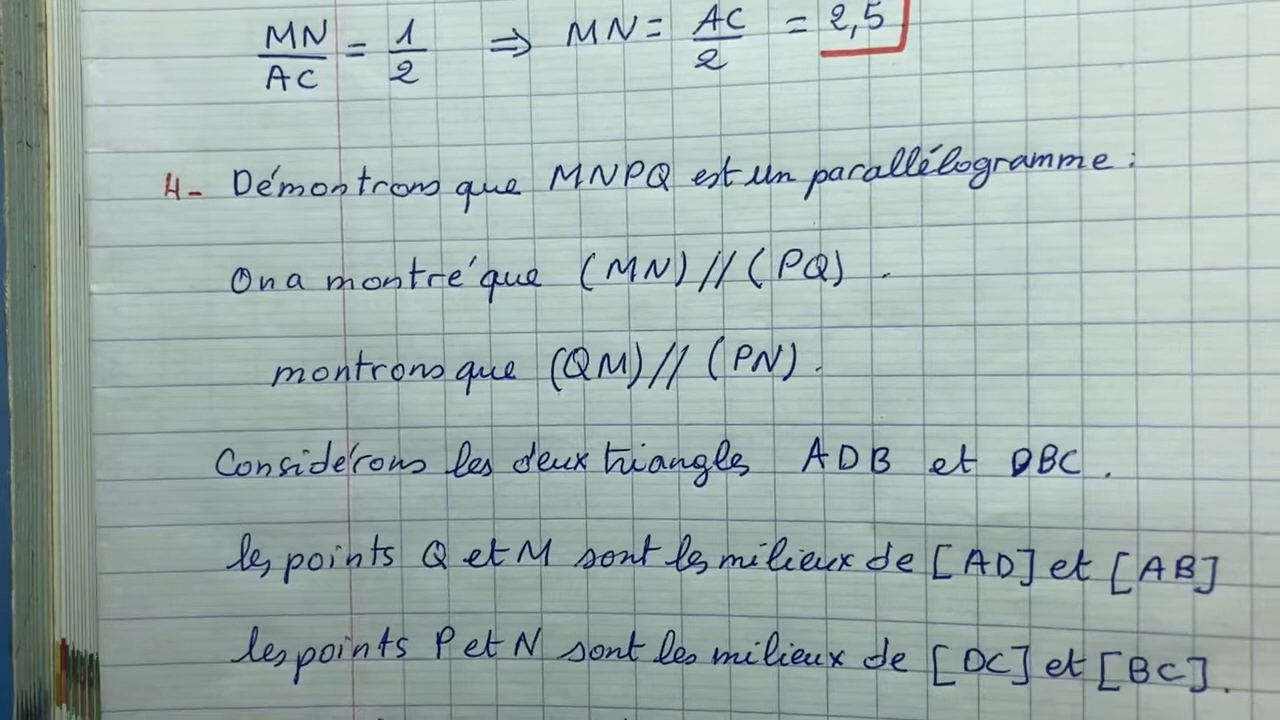 MN/AC = 1/2 ⇒ MN = AC/2 = 2,5
4- Démontrons que MNPQ est un parallélogramme :
On a montré que (MN) // (PQ) .
montrons que (QM) // (PN) .
Considérons les deux triangles ADB et DBC .
les points Q et M sont les milieux de [AD] et [AB]
les points P et N sont les milieux de [DC] et [BC] .